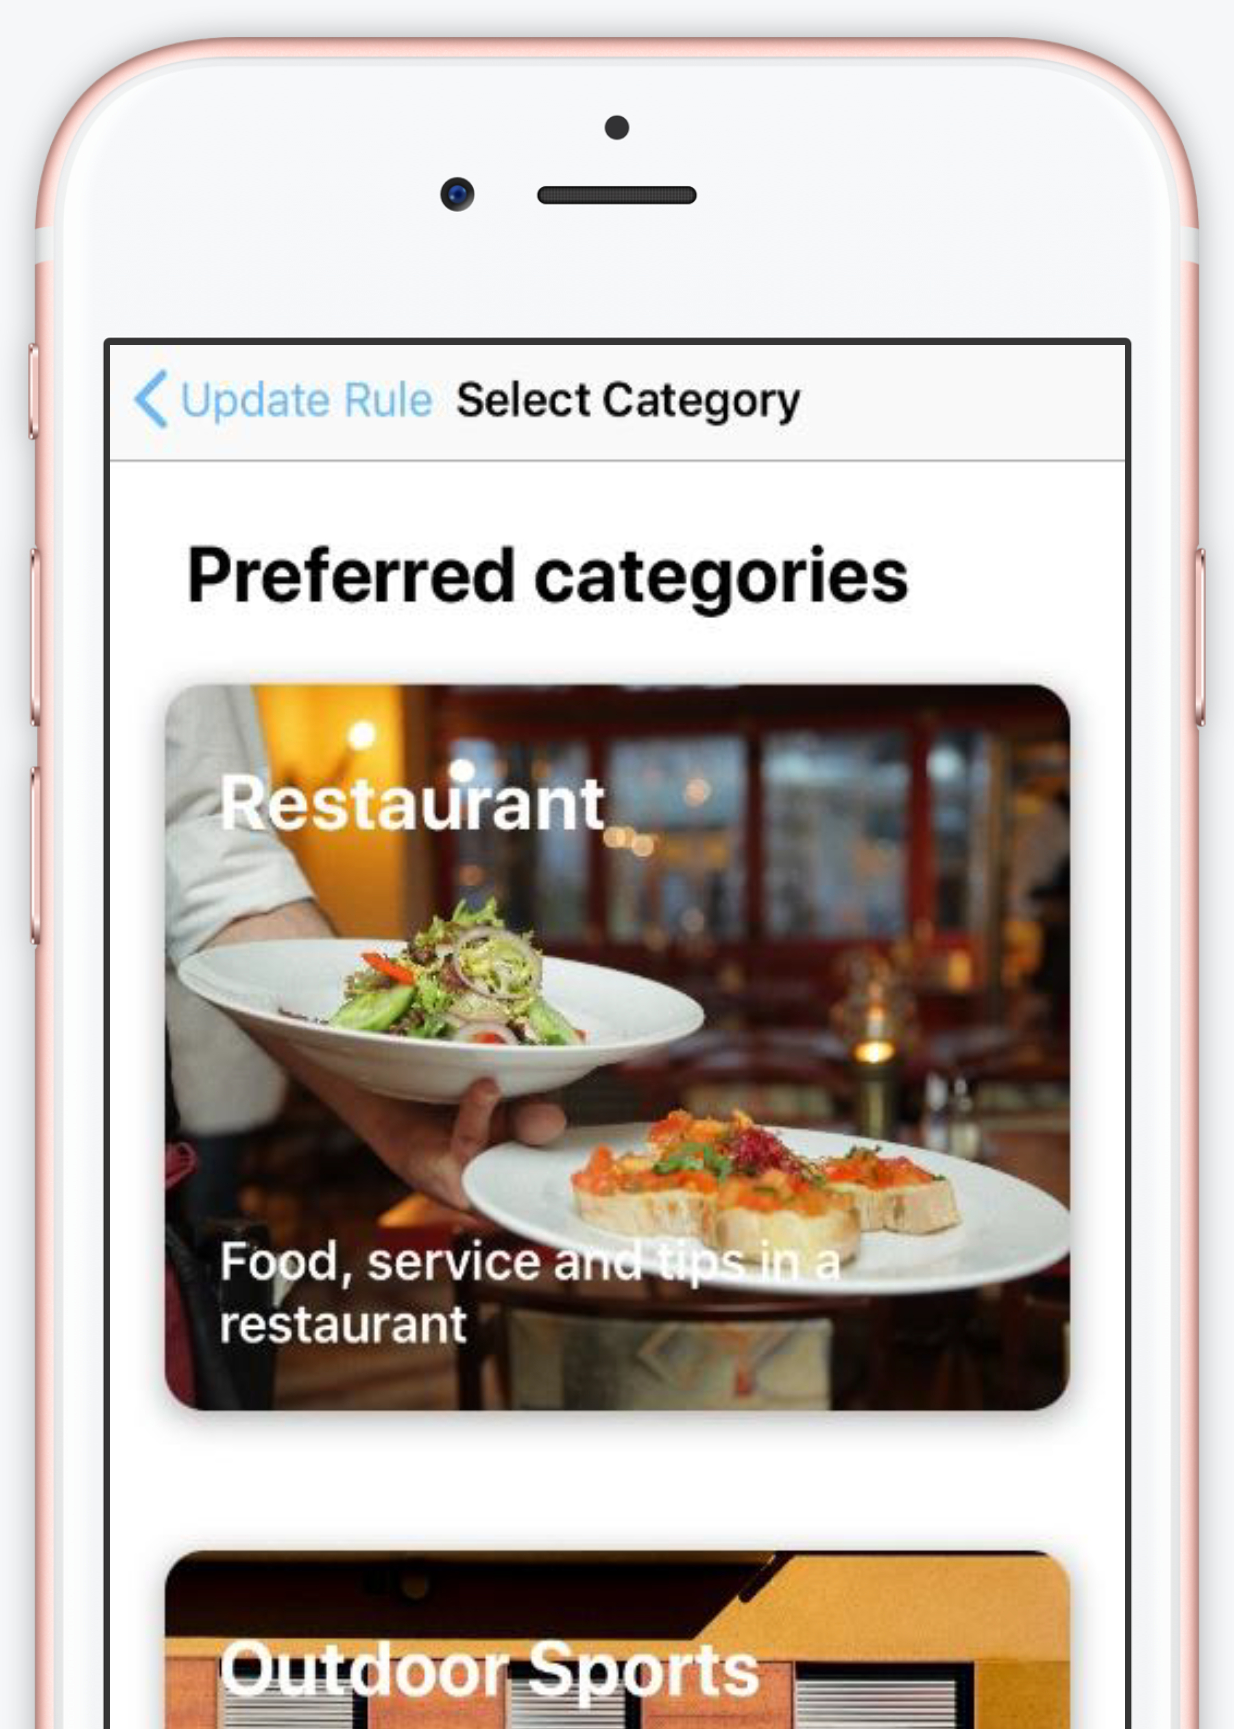 Update Rule Select Category
Preferred categories
Restaurant
Food, service and tips in a
restaurant
Outdoor Sports